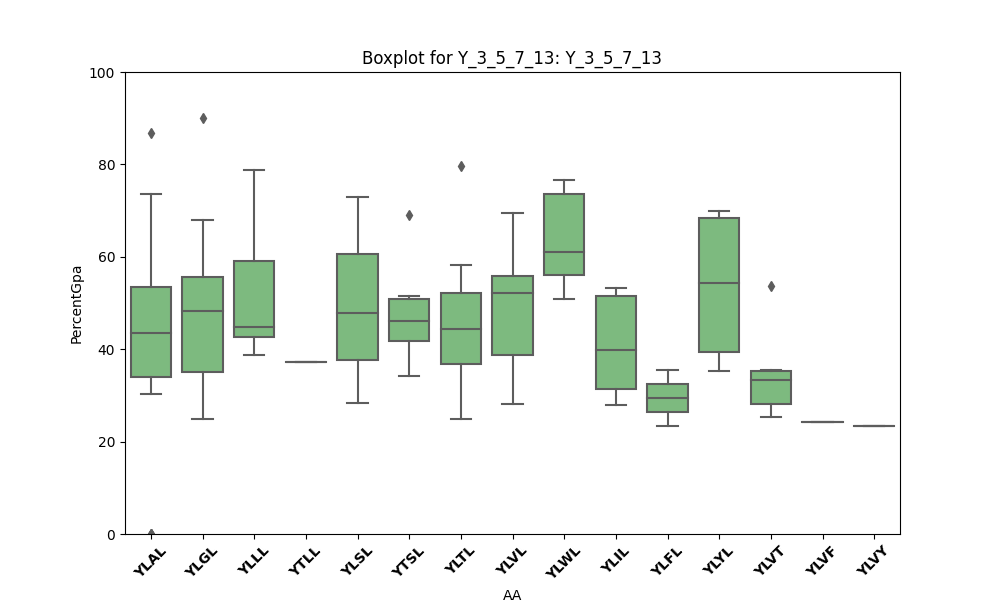 Boxplot for Y_3_5_7_13: Y_3_5_7_13
100
80
60
40
20
0
PercentGpa
YLAL YLGL YLLL YTLL YLSL YTSL YLTL YLVL YLWL YLIL YLFL YLYL YLVT YLVF YLVY
AA